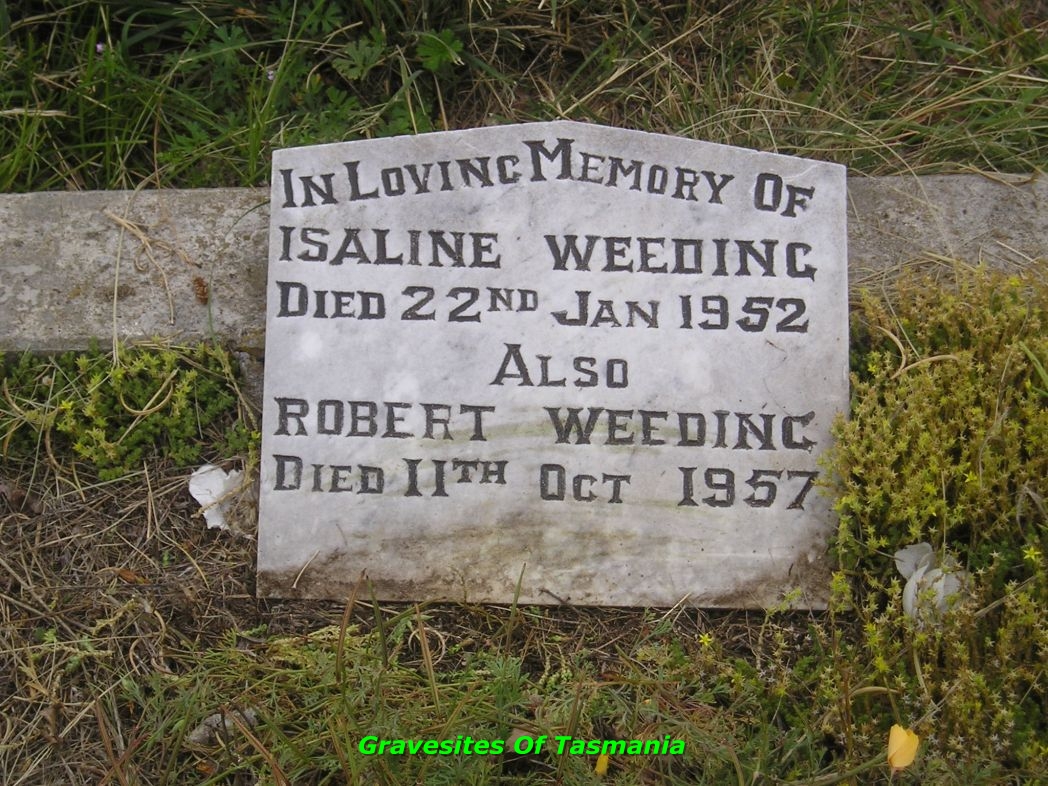 IN LOVING MEMORY OF
ISALINE WEEDING
DIED 22ND JAN 1952
ALSO
ROBERT WEEDING
DIED 11TH OCT 1957
Gravesites Of Tasmania